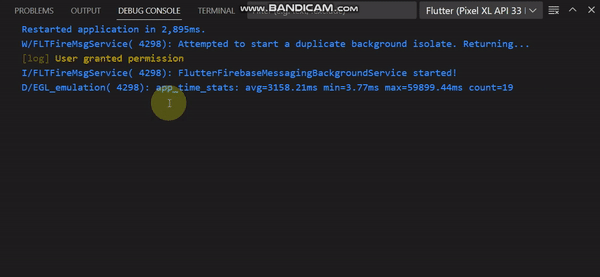 PROBLEMS OUTPUT DEBUG CONSOLE TERMINAL Flutter (Pixel XL API 33
WWW.BANDICAM.COM
Restarted application in 2,895ms.
W/FLTFireMsgService( 4298): Attempted to start a duplicate background isolate. Returning...
[log] User granted permission
I/FLTFireMsgService( 4298): FlutterFirebaseMessagingBackgroundService started!
D/EGL_emulation( 4298): app_time_stats: avg=3158.21ms min=3.77ms max=59899.44ms count=19